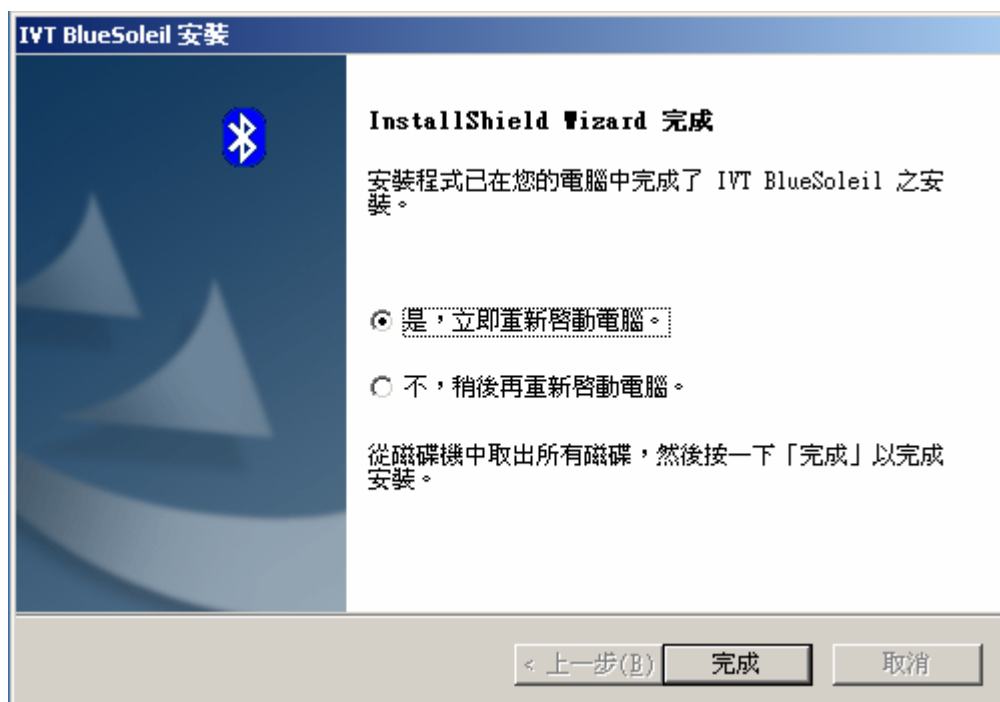 IVT BlueSoleil 安裝
InstallShield Wizard 完成
安裝程式已在您的電腦中完成了 IVT BlueSoleil 之安
裝。
是，立即重新啓動電腦。
不，稍後再重新啓動電腦。
從磁碟機中取出所有磁碟，然後按一下「完成」以完成
安裝。
< 上一步(B) 完成 取消